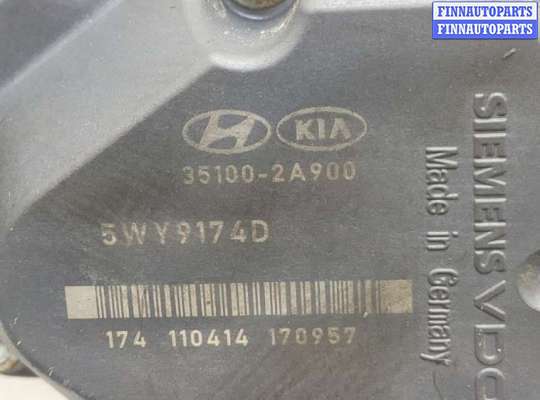 FINNAUTOPARTS
FINNAUTOPARTS
KIA
35100-2A900
5WY9174D
174 110414 170957
SIEMENS VDO
Made in Germany